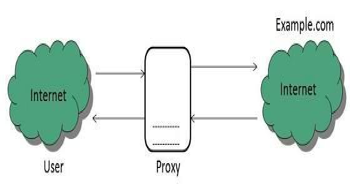 Example.com
Internet
Internet
User
Proxy